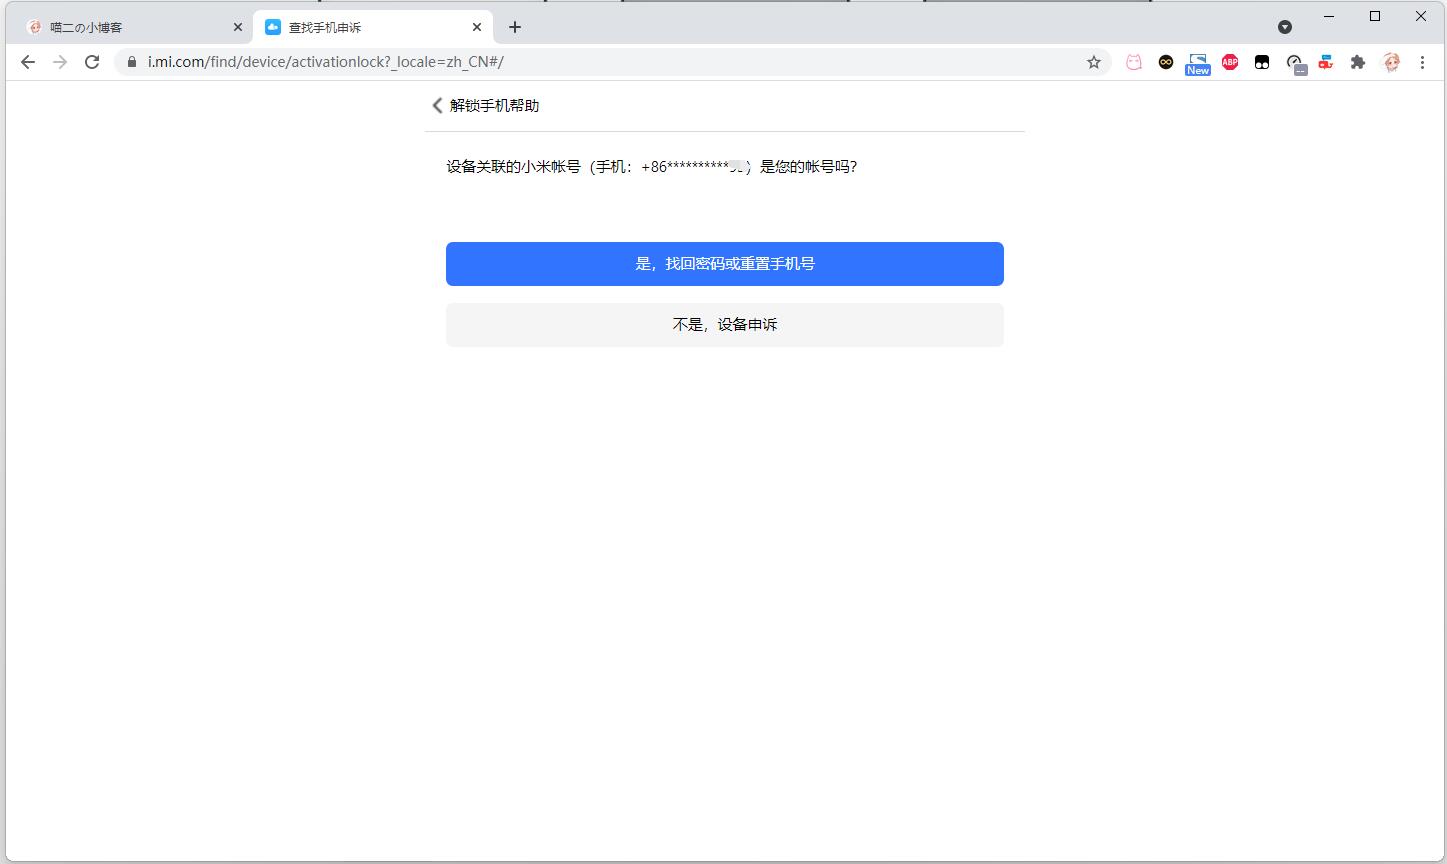 喵二の小博客
查找手机申诉
i.mi.com/find/device/activationlock?_locale=zh_CN#/
New
ABP
解锁手机帮助
设备关联的小米帐号（手机：+86**********）是您的帐号吗?
是，找回密码或重置手机号
不是，设备申诉